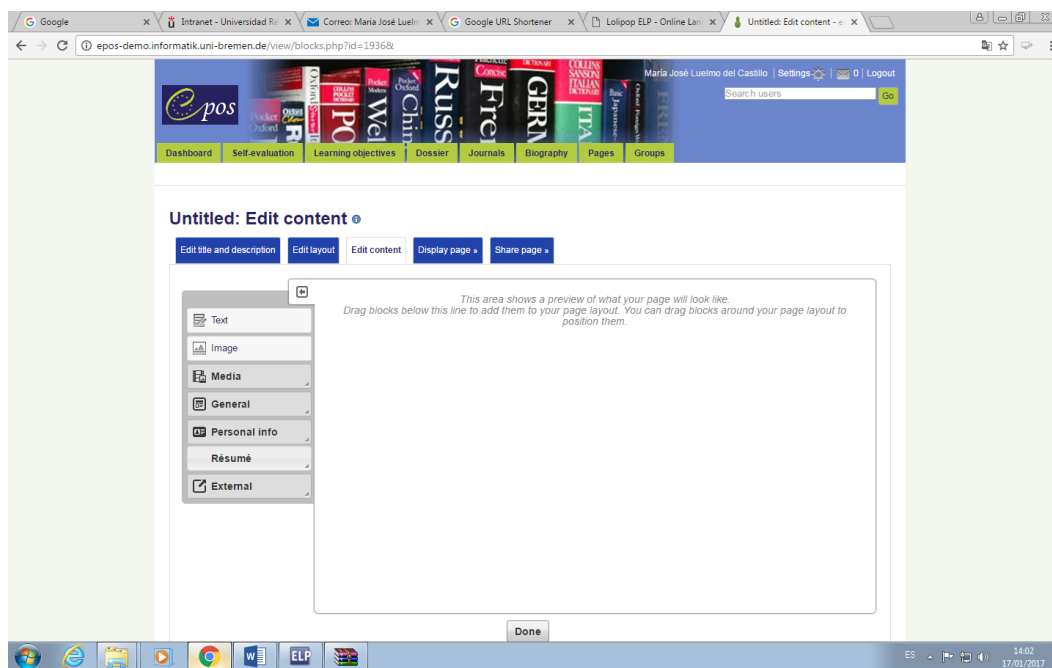 Google
Intranet - Universidad Re
Correo: Maria José Luelm
Google URL Shortener
Lolipop ELP - Online Lang
Untitled: Edit content - e
epos-demo.informatik.uni-bremen.de/view/blocks.php?id=1936&
María José Luelmo del Castillo | Settings | 0 | Logout
Search users
Go
epos
Dashboard
Self-evaluation
Learning objectives
Dossier
Journals
Biography
Pages
Groups
Untitled: Edit content
Edit title and description
Edit layout
Edit content
Display page »
Share page »
This area shows a preview of what your page will look like.
Drag blocks below this line to add them to your page layout. You can drag blocks around your page layout to
position them.
Text
Image
Media
General
Personal info
Résumé
External
Done
ELP
ES
14:02
17/01/2017